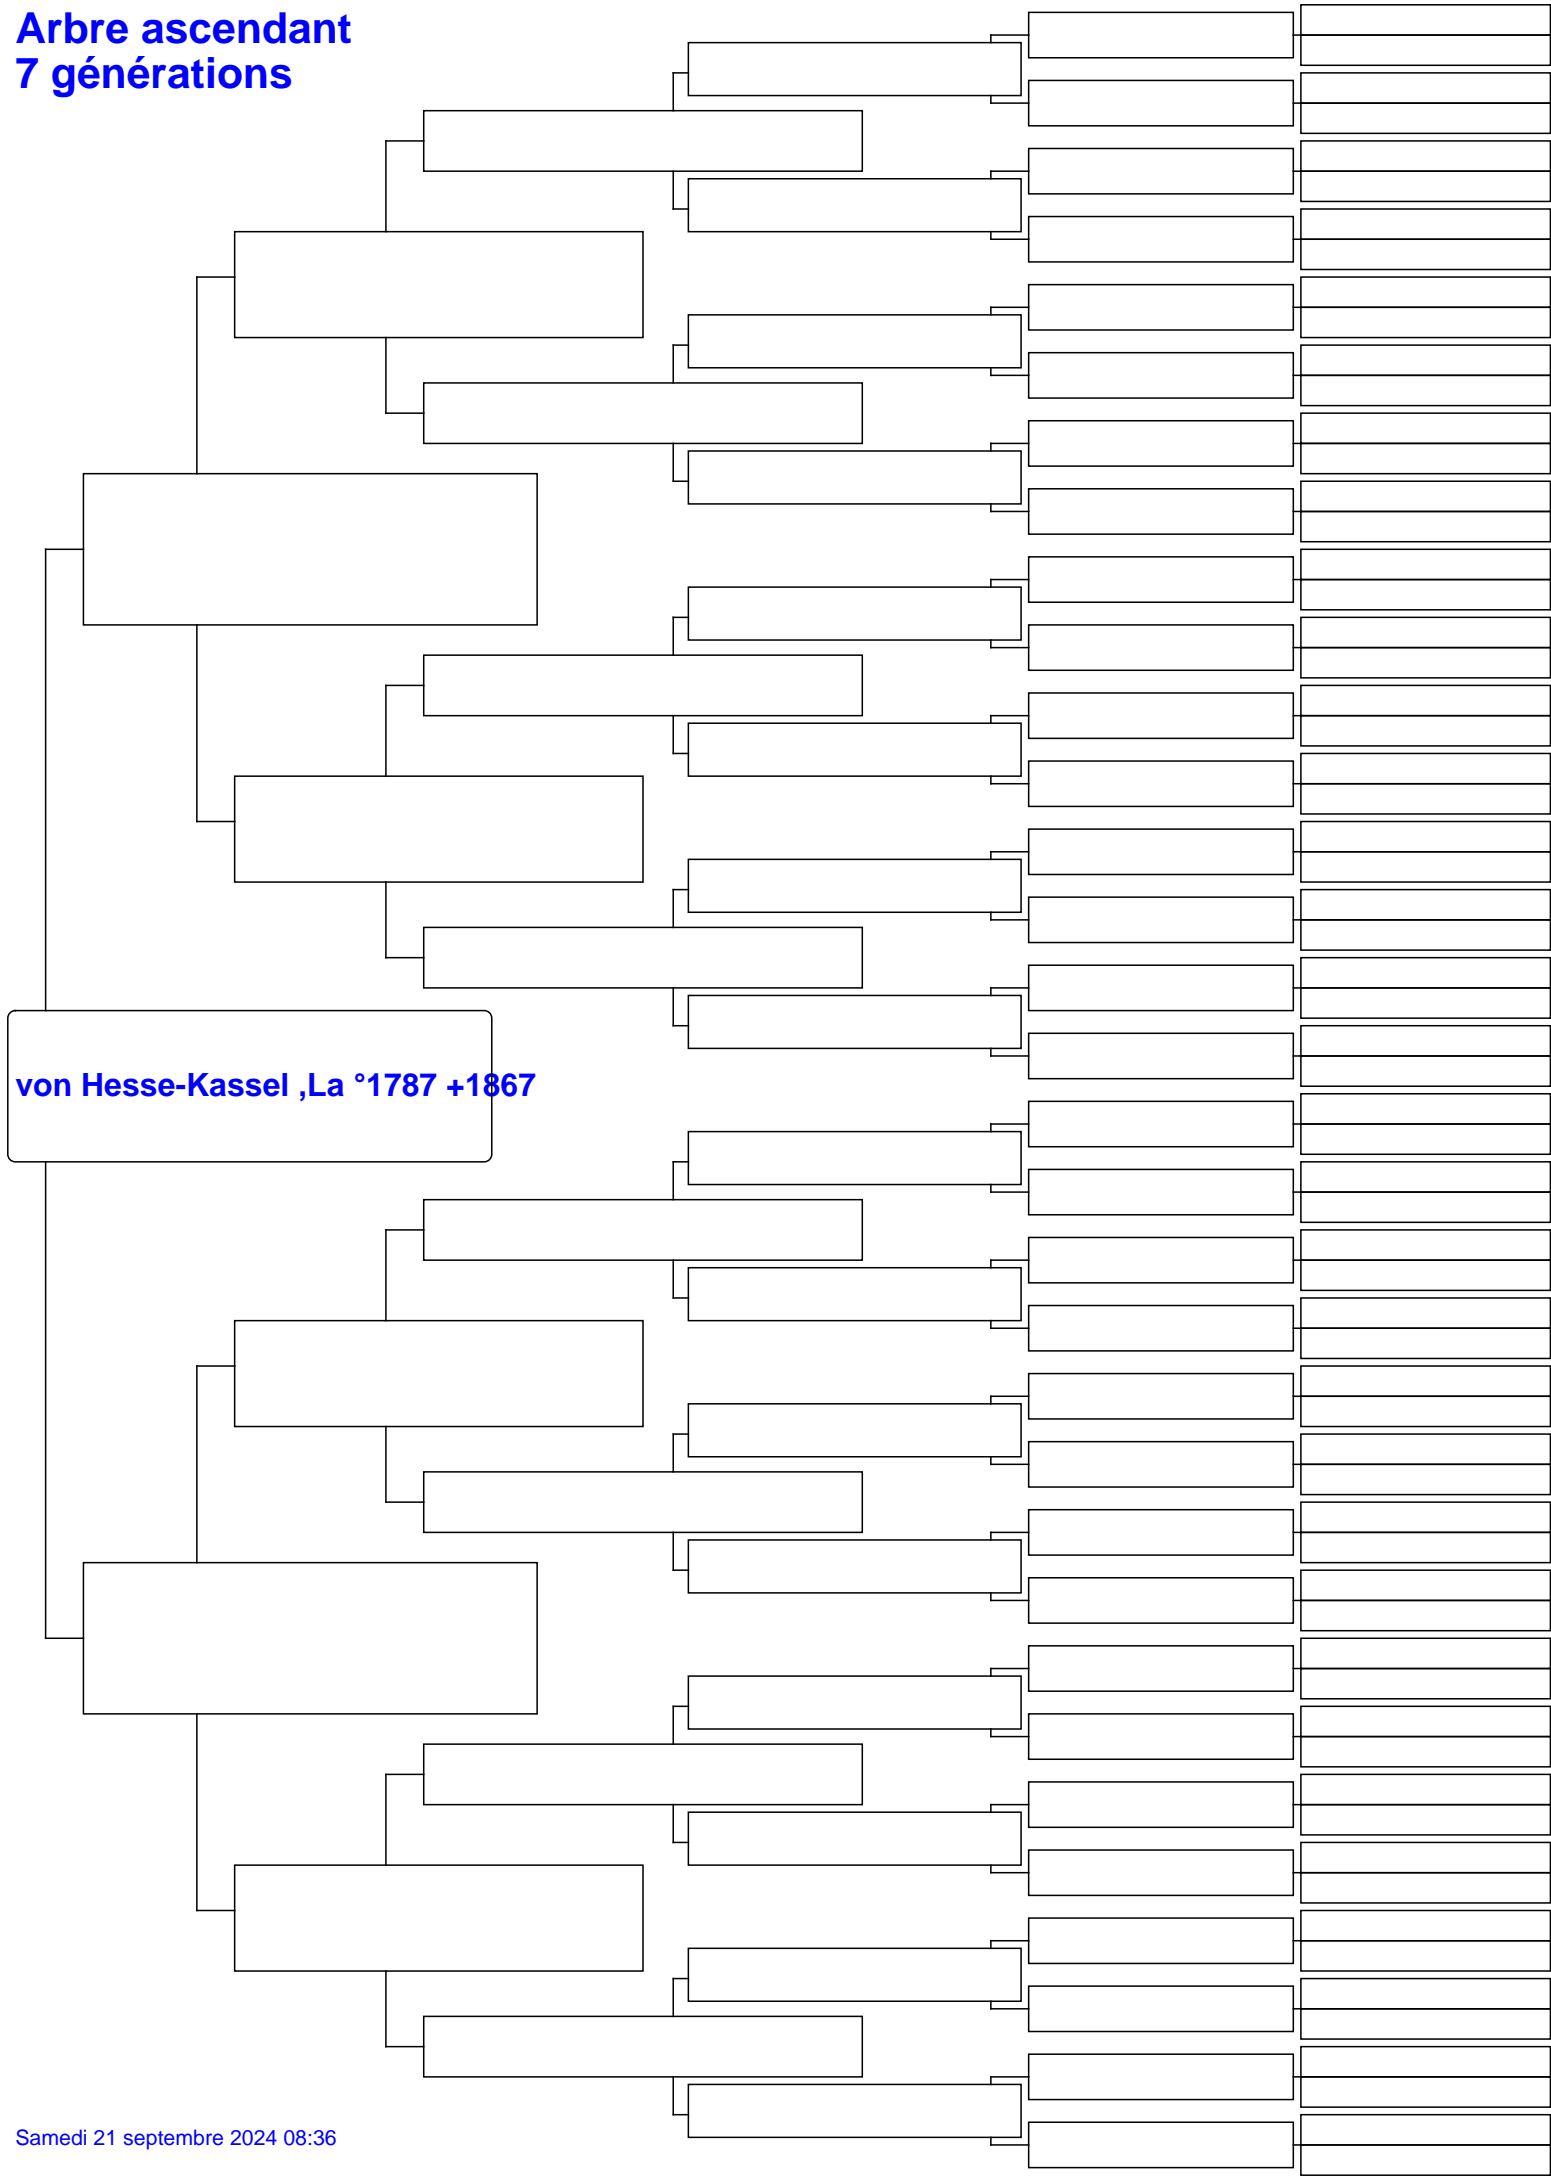 Arbre ascendant
7 générations
von Hesse-Kassel ,La °1787 +1867
Samedi 21 septembre 2024 08:36